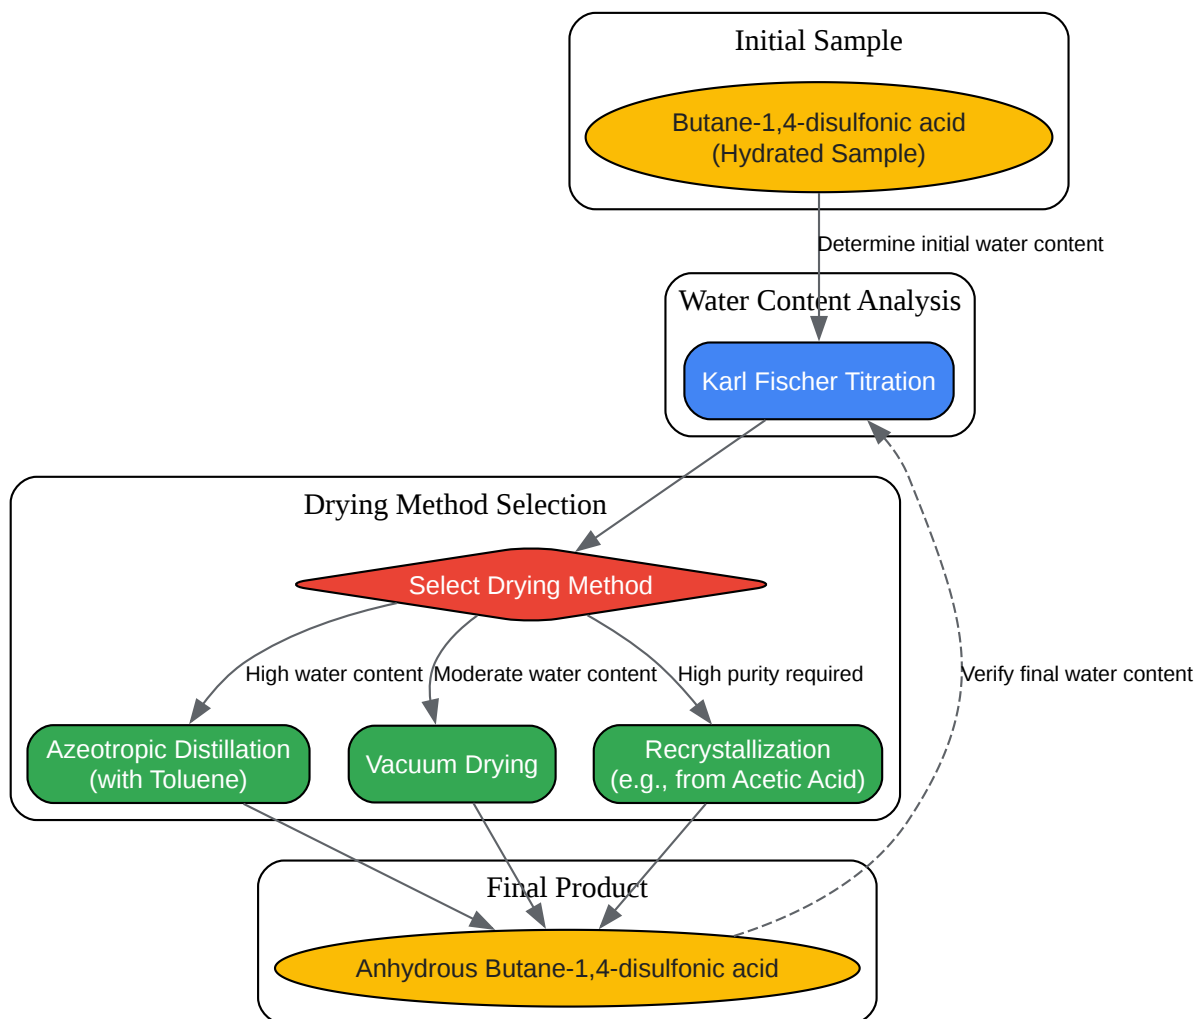 Initial Sample
Butane-1,4-disulfonic acid
(Hydrated Sample)
Determine initial water content
Water Content Analysis
Karl Fischer Titration
Drying Method Selection
Select Drying Method
High water content
Moderate water content
High purity required
Verify final water content
Azeotropic Distillation
(with Toluene)
Vacuum Drying
Recrystallization
(e.g., from Acetic Acid)
Final Product
Anhydrous Butane-1,4-disulfonic acid